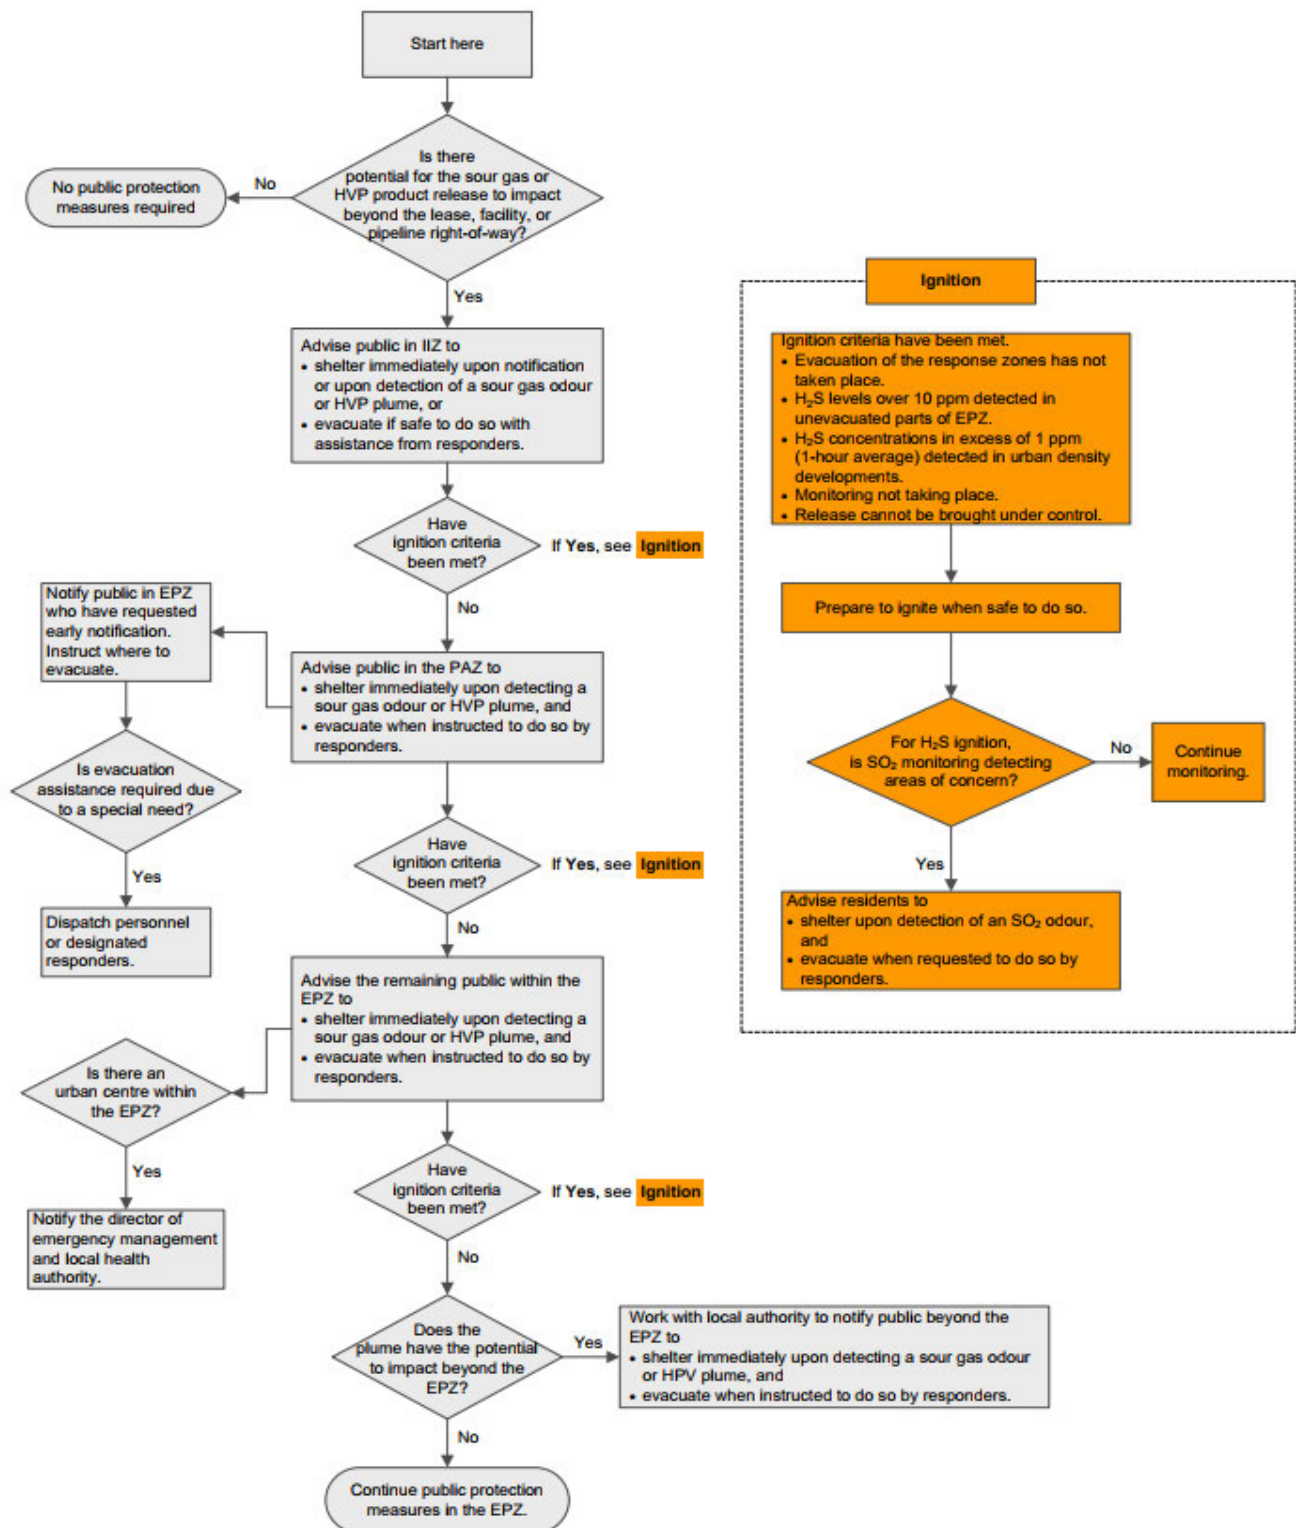 Start here
Is there
potential for the sour gas or
HVP product release to impact
beyond the lease, facility, or
pipeline right-of-way?
No
No public protection
measures required
Yes
Advise public in IIZ to
• shelter immediately upon notification
or upon detection of a sour gas odour
or HVP plume, or
• evacuate if safe to do so with
assistance from responders.
Have
ignition criteria
been met?
If Yes, see Ignition
No
Advise public in the PAZ to
• shelter immediately upon detecting a
sour gas odour or HVP plume, and
• evacuate when instructed to do so by
responders.
Notify public in EPZ
who have requested
early notification.
Instruct where to
evacuate.
Is evacuation
assistance required due
to a special need?
Yes
Dispatch personnel
or designated
responders.
Have
ignition criteria
been met?
If Yes, see Ignition
No
Advise the remaining public within the
EPZ to
• shelter immediately upon detecting a
sour gas odour or HVP plume, and
• evacuate when instructed to do so by
responders.
Is there an
urban centre within
the EPZ?
Yes
Notify the director of
emergency management
and local health
authority.
Have
ignition criteria
been met?
If Yes, see Ignition
No
Does the
plume have the potential
to impact beyond the
EPZ?
Yes
Work with local authority to notify public beyond the
EPZ to
• shelter immediately upon detecting a sour gas odour
or HPV plume, and
• evacuate when instructed to do so by responders.
No
Continue public protection
measures in the EPZ.
Ignition
Ignition criteria have been met.
• Evacuation of the response zones has not
taken place.
• H₂S levels over 10 ppm detected in
unevacuated parts of EPZ.
• H₂S concentrations in excess of 1 ppm
(1-hour average) detected in urban density
developments.
• Monitoring not taking place.
• Release cannot be brought under control.
Prepare to ignite when safe to do so.
For H₂S ignition,
is SO₂ monitoring detecting
areas of concern?
No
Continue
monitoring.
Yes
Advise residents to
• shelter upon detection of an SO₂ odour,
and
• evacuate when requested to do so by
responders.